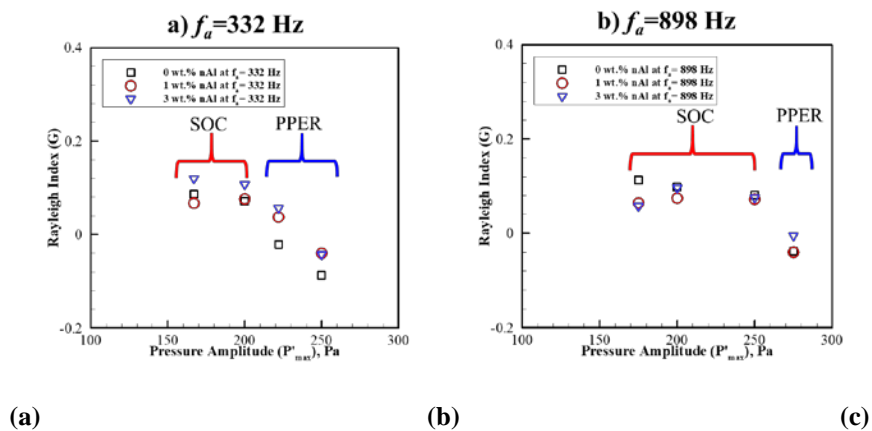 a) fa=332 Hz
0.4
0.2
0
-0.2
Rayleigh Index (G)
0 wt.% nAl at fa= 332 Hz
1 wt.% nAl at fa= 332 Hz
3 wt.% nAl at fa= 332 Hz
SOC PPER
100 150 200 250 300
Pressure Amplitude (P'max), Pa
b) fa=898 Hz
0.4
0.2
0
-0.2
Rayleigh Index (G)
0 wt.% nAl at fa= 898 Hz
1 wt.% nAl at fa= 898 Hz
3 wt.% nAl at fa= 898 Hz
SOC PPER
100 150 200 250 300
Pressure Amplitude (P'max), Pa
(a) (b) (c)